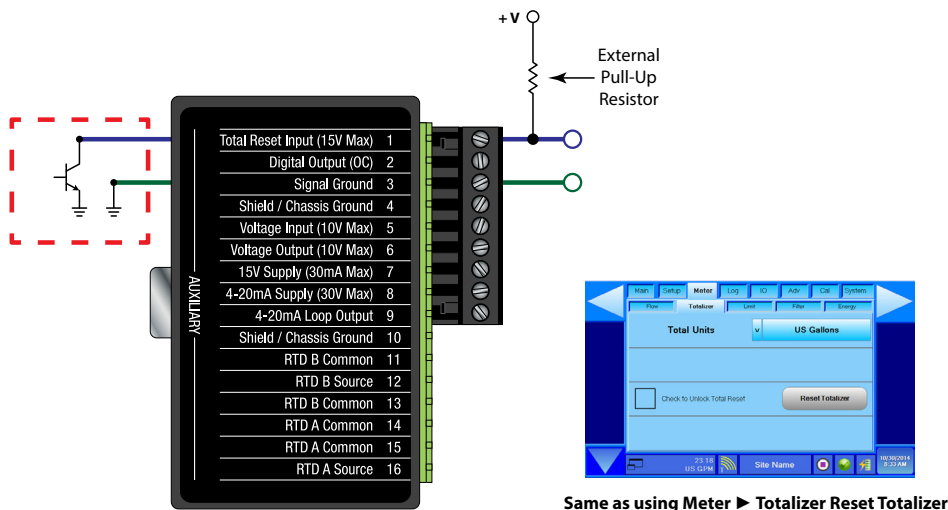 +V
External
Pull-Up
Resistor
Total Reset Input (15V Max) 1
Digital Output (OC) 2
Signal Ground 3
Shield / Chassis Ground 4
Voltage Input (10V Max) 5
Voltage Output (10V Max) 6
15V Supply (30mA Max) 7
4-20mA Supply (30V Max) 8
4-20mA Loop Output 9
Shield / Chassis Ground 10
RTD B Common 11
RTD B Source 12
RTD B Common 13
RTD A Common 14
RTD A Common 15
RTD A Source 16
AUXILIARY
Main Setup Meter Log IO Adv Cal System
Flow Totalizer Limit Filter Energy
Total Units v US Gallons
Check to Unlock Total Reset Reset Totalizer
23.18
US GPM
Site Name
10/30/2014
8:33 AM
Same as using Meter ► Totalizer Reset Totalizer